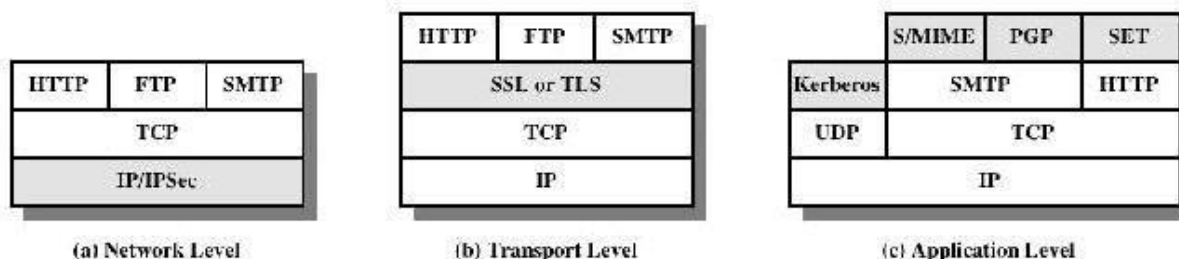 HTTP FTP SMTP
TCP
IP/IPSec
(a) Network Level
HTTP FTP SMTP
SSL or TLS
TCP
IP
(b) Transport Level
S/MIME PGP SET
Kerberos SMTP HTTP
UDP TCP
IP
(c) Application Level